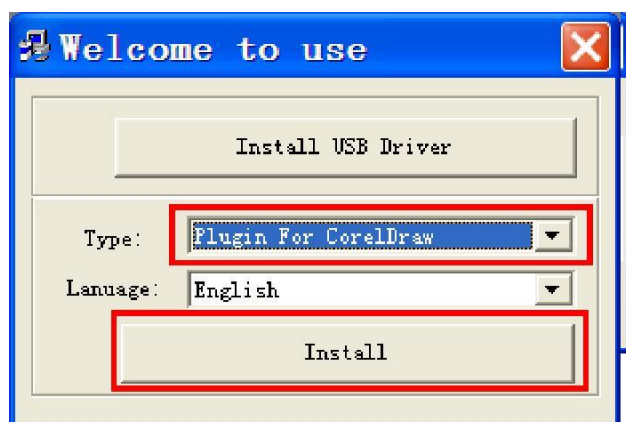 Welcome to use
Install USB Driver
Type: Plugin For CorelDraw
Lanuage: English
Install